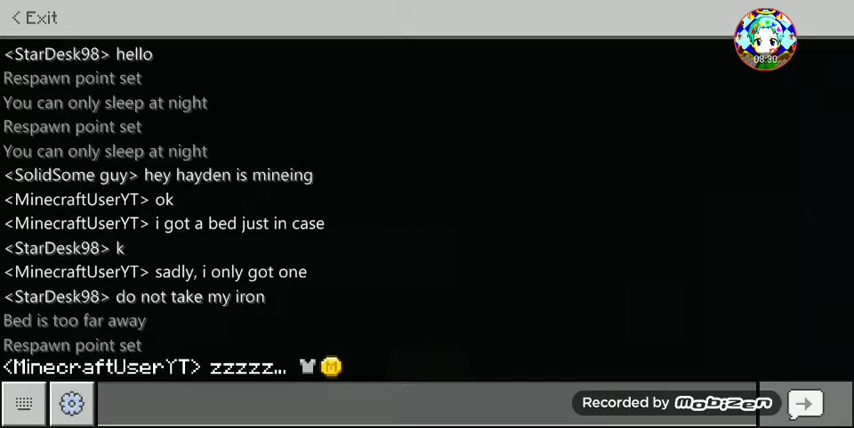 < Exit
08:30
<StarDesk98> hello
Respawn point set
You can only sleep at night
Respawn point set
You can only sleep at night
<SolidSome guy> hey hayden is mineing
<MinecraftUserYT> ok
<MinecraftUserYT> i got a bed just in case
<StarDesk98> k
<MinecraftUserYT> sadly, i only got one
<StarDesk98> do not take my iron
Bed is too far away
Respawn point set
<MinecraftUserYT> zzzzz...
Recorded by mobizen